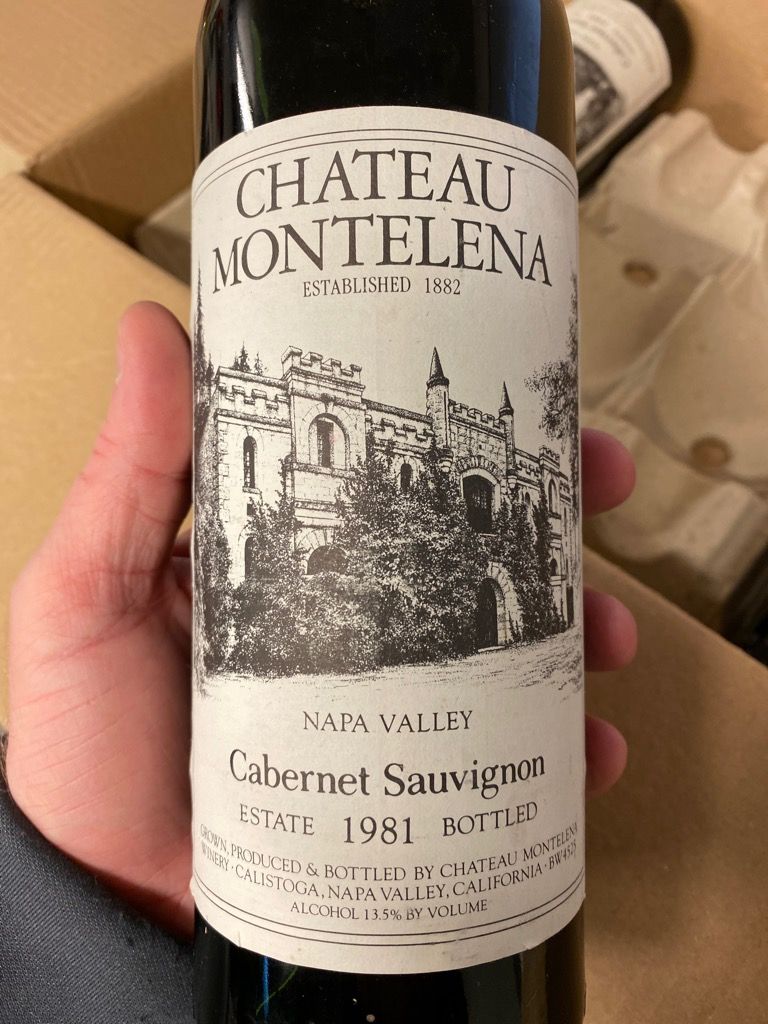 CHATEAU
MONTELENA
ESTABLISHED 1882
NAPA VALLEY
Cabernet Sauvignon
ESTATE 1981 BOTTLED
GROWN, PRODUCED & BOTTLED BY CHATEAU MONTELENA
WINERY · CALISTOGA, NAPA VALLEY, CALIFORNIA · BW4525
ALCOHOL 13.5% BY VOLUME